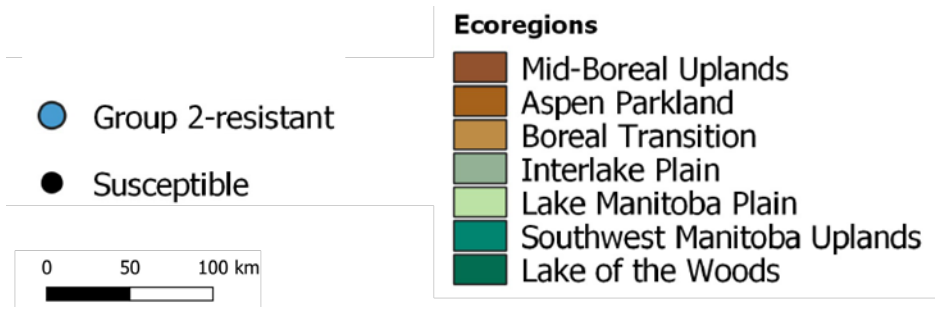 Group 2-resistant
Susceptible
0 50 100 km
Ecoregions
Mid-Boreal Uplands
Aspen Parkland
Boreal Transition
Interlake Plain
Lake Manitoba Plain
Southwest Manitoba Uplands
Lake of the Woods